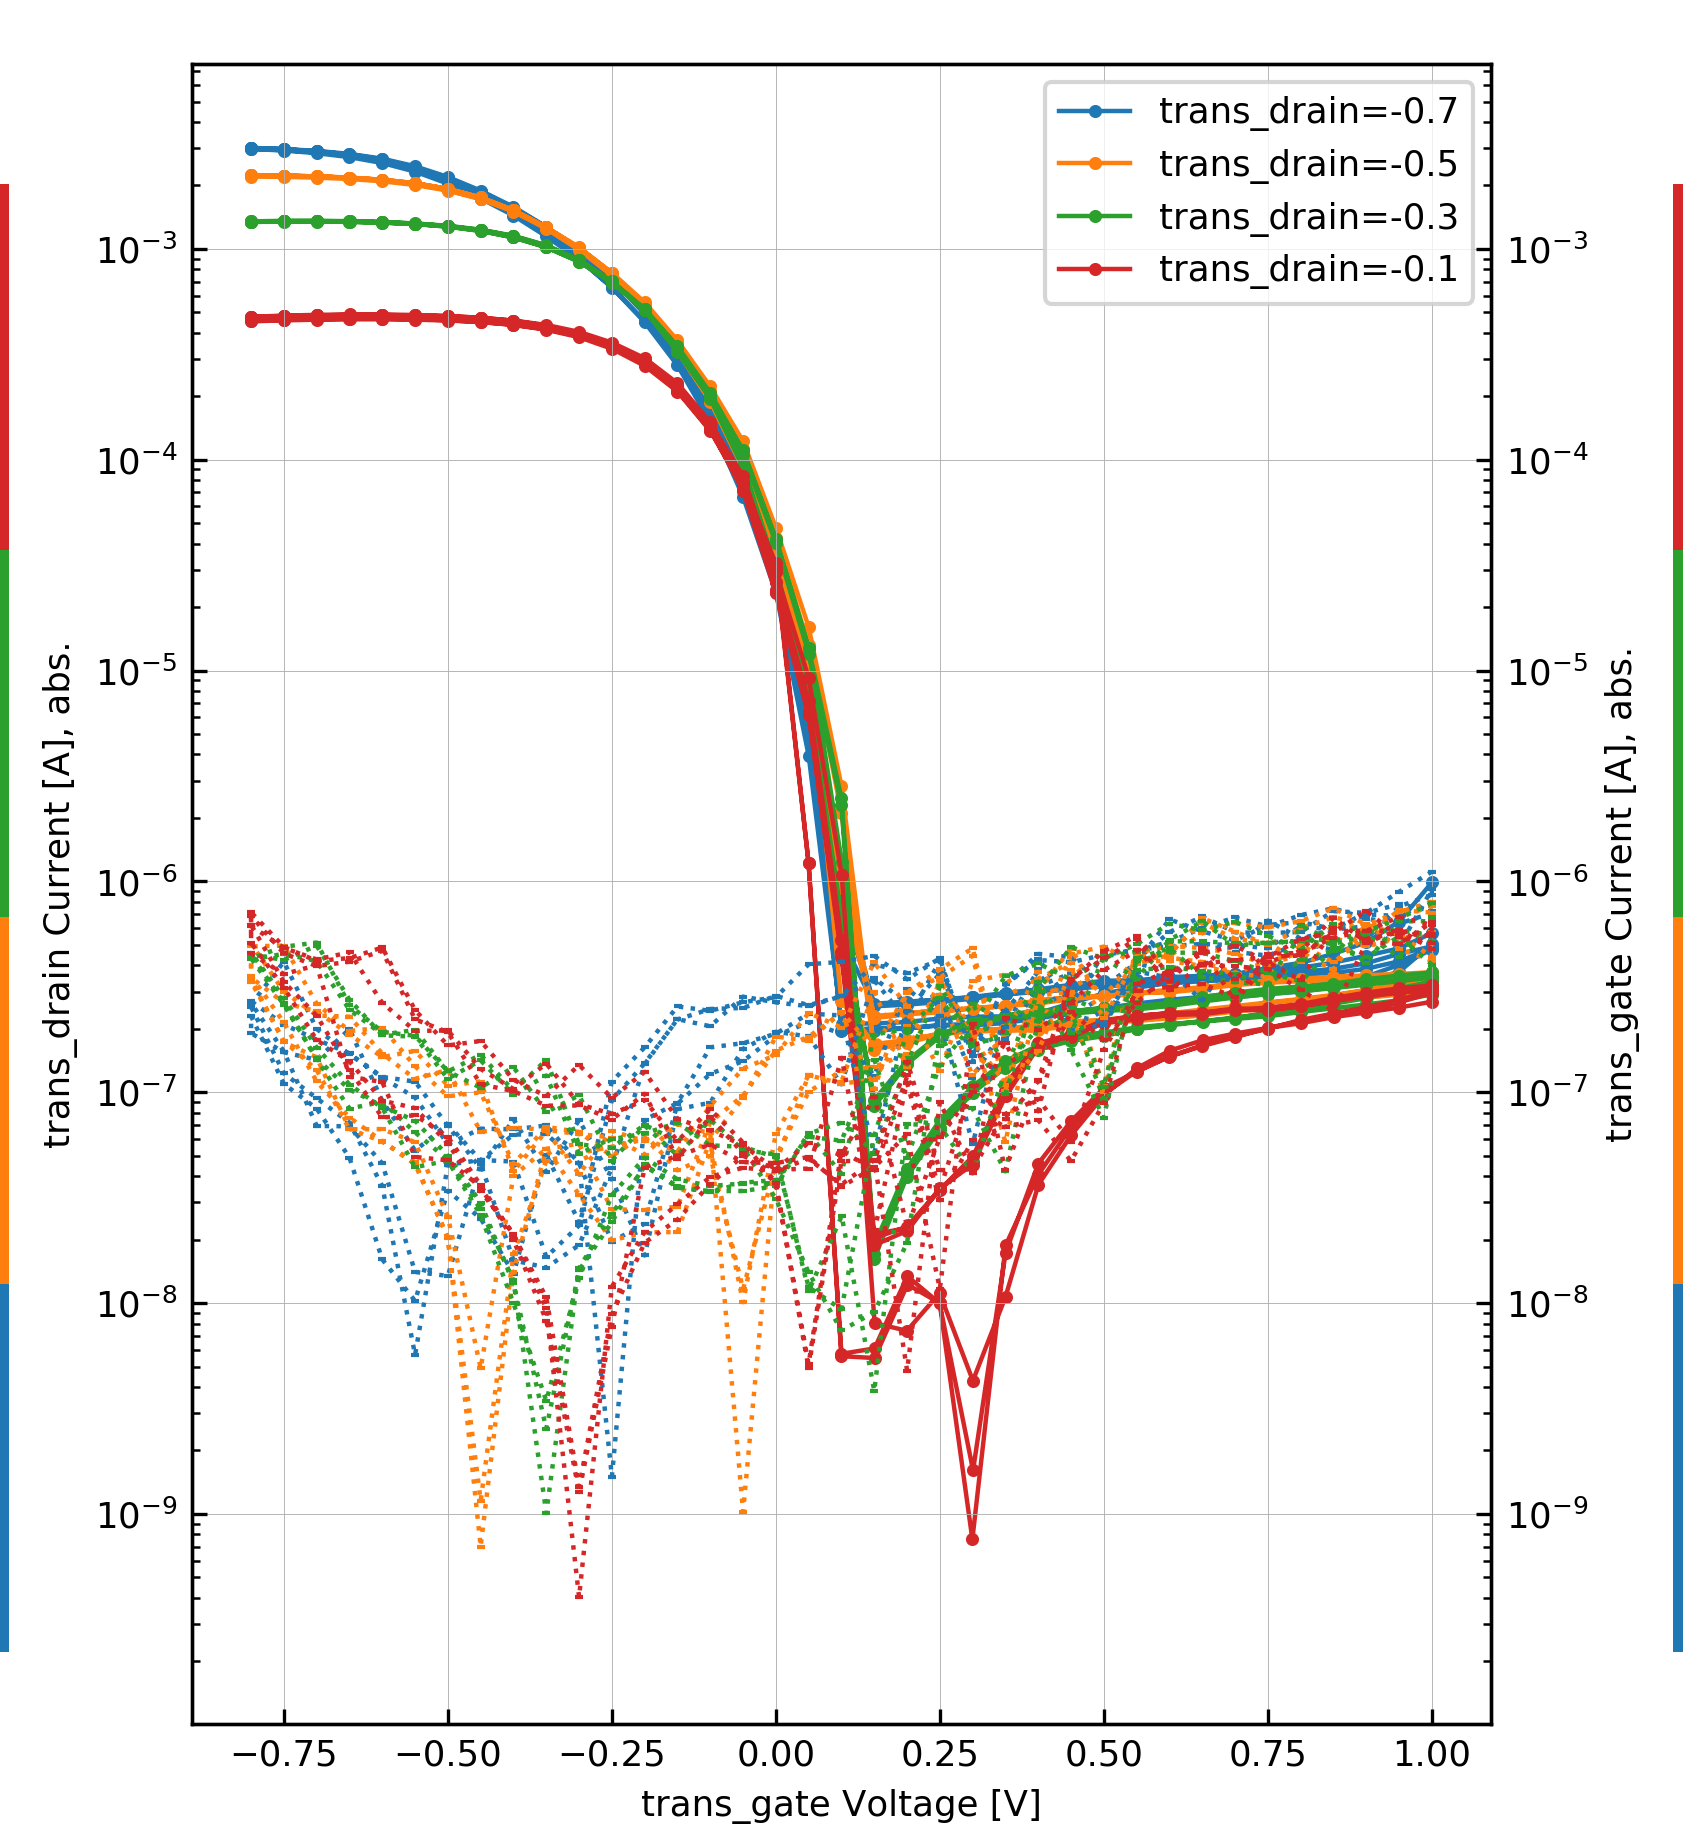 trans_drain=-0.7
trans_drain=-0.5
trans_drain=-0.3
trans_drain=-0.1
10⁻³
10⁻⁴
10⁻⁵
10⁻⁶
10⁻⁷
10⁻⁸
10⁻⁹
trans_drain Current [A], abs.
10⁻³
10⁻⁴
10⁻⁵
10⁻⁶
10⁻⁷
10⁻⁸
10⁻⁹
trans_gate Current [A], abs.
−0.75 −0.50 −0.25 0.00 0.25 0.50 0.75 1.00
trans_gate Voltage [V]